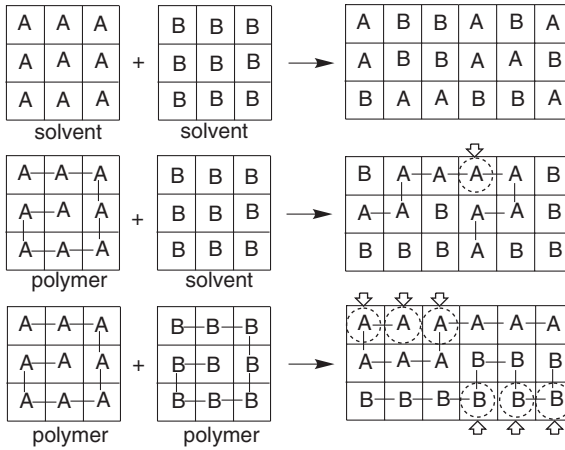 A A A B B B A B B A B A
A A A + B B B A B B A A B
A A A B B B B A A B B A
solvent solvent
A A A B B B B A A A A B
A A A + B B B A A B A A B
A A A B B B B B B A B B
polymer solvent
A A A B B B A A A A A A
A A A + B B B A A A B B B
A A A B B B B B B B B B
polymer polymer